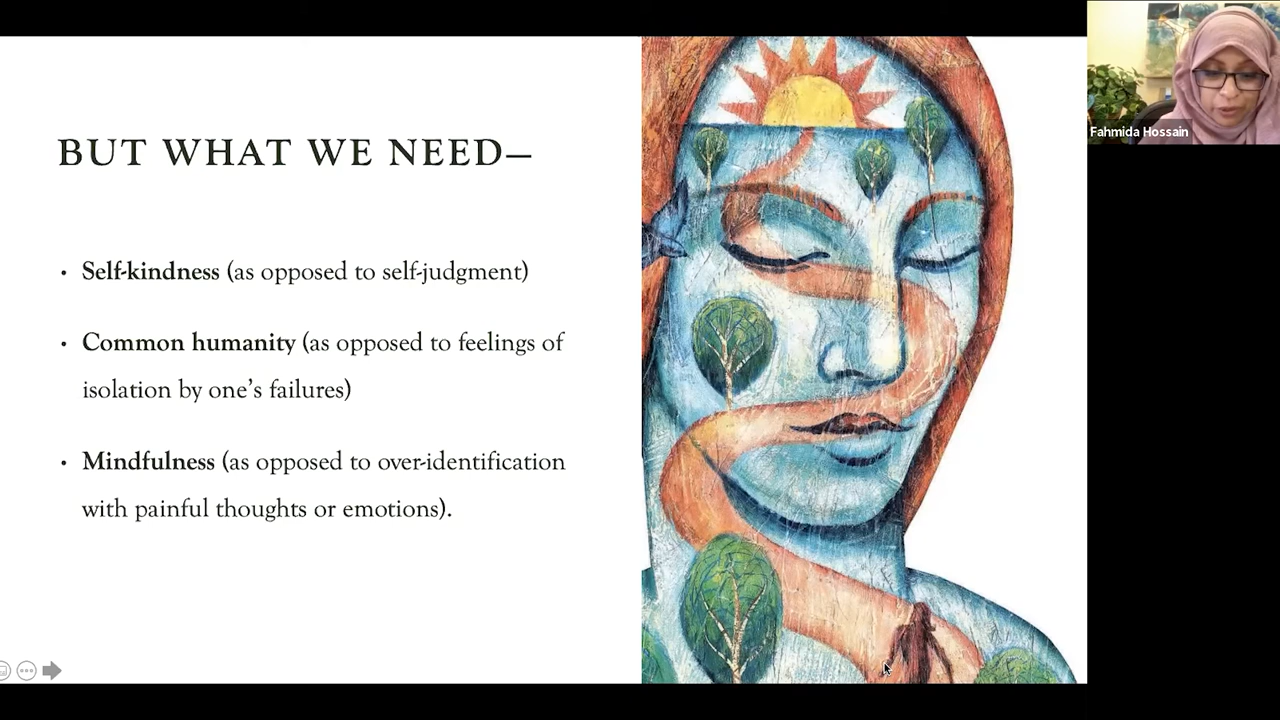 BUT WHAT WE NEED—
• Self-kindness (as opposed to self-judgment)
• Common humanity (as opposed to feelings of
isolation by one's failures)
• Mindfulness (as opposed to over-identification
with painful thoughts or emotions).
Fahmida Hossain